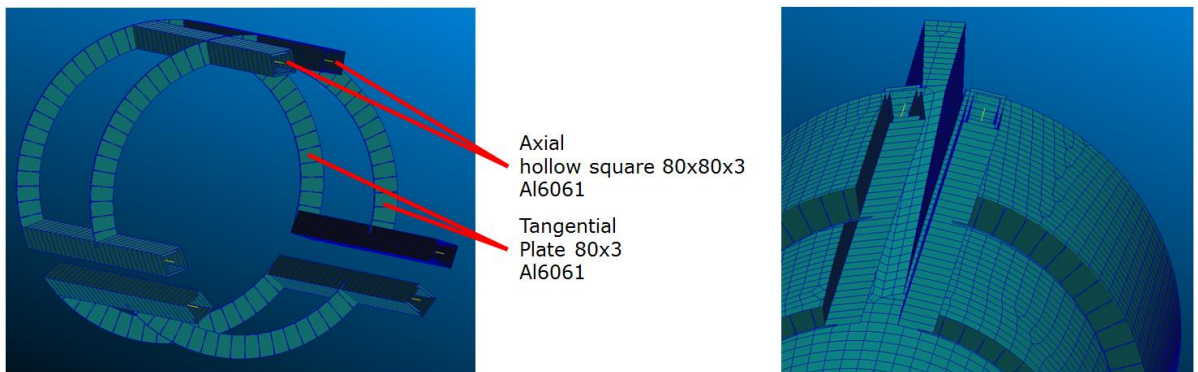 Axial
hollow square 80x80x3
Al6061
Tangential
Plate 80x3
Al6061